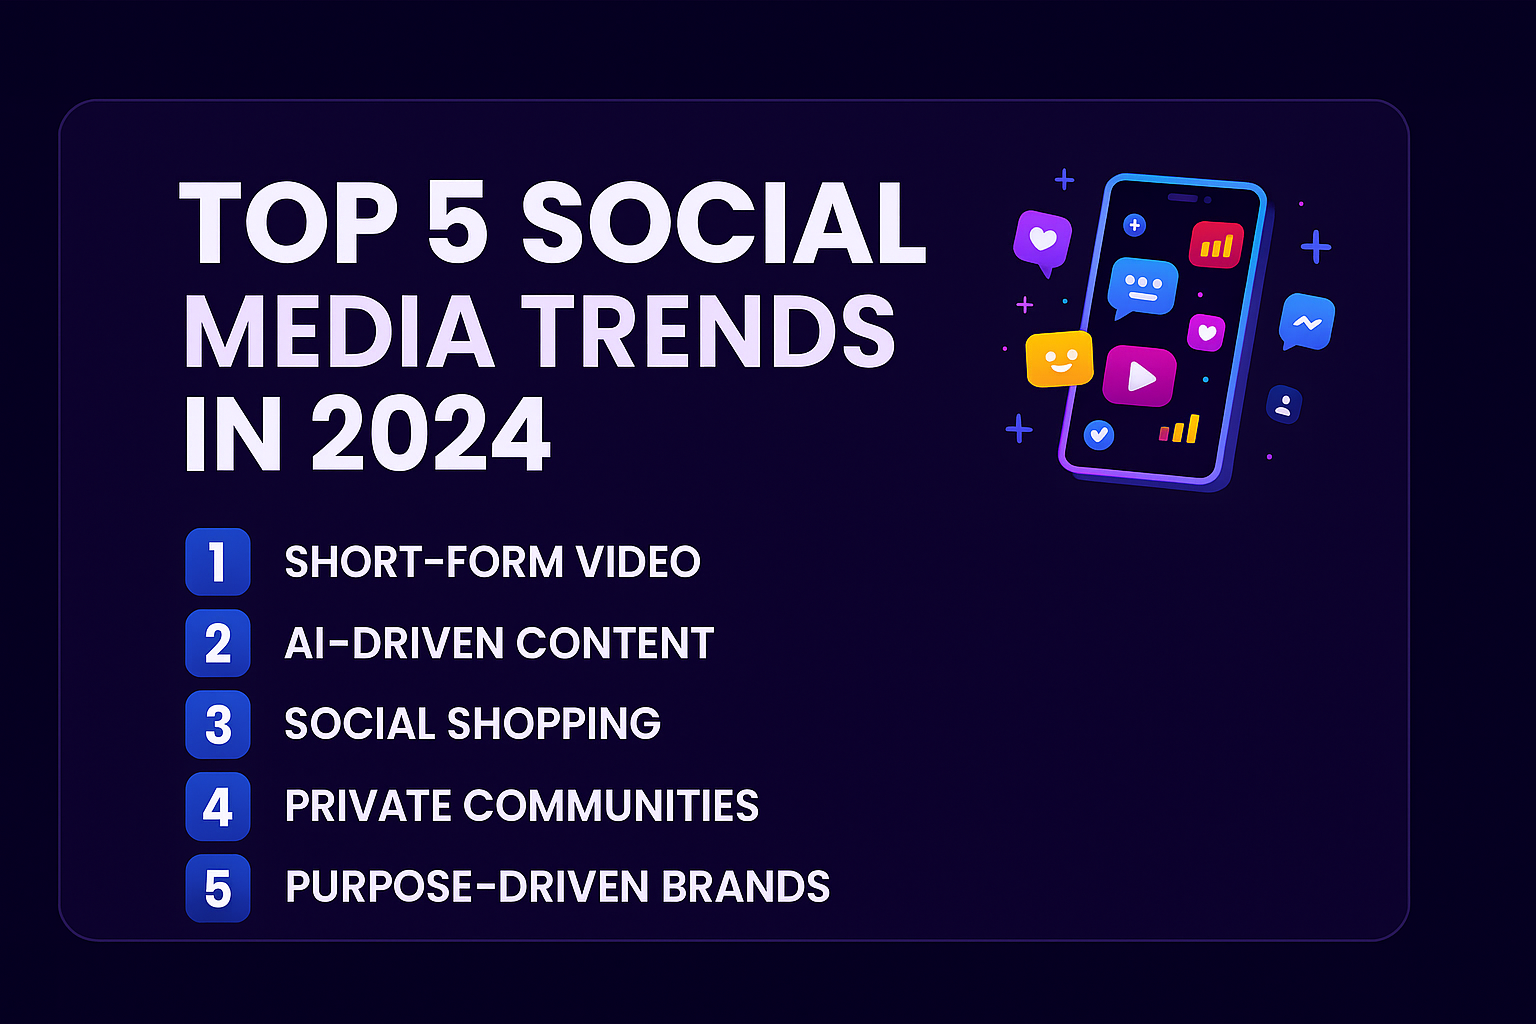 TOP 5 SOCIAL
MEDIA TRENDS
IN 2024
1 SHORT-FORM VIDEO
2 AI-DRIVEN CONTENT
3 SOCIAL SHOPPING
4 PRIVATE COMMUNITIES
5 PURPOSE-DRIVEN BRANDS